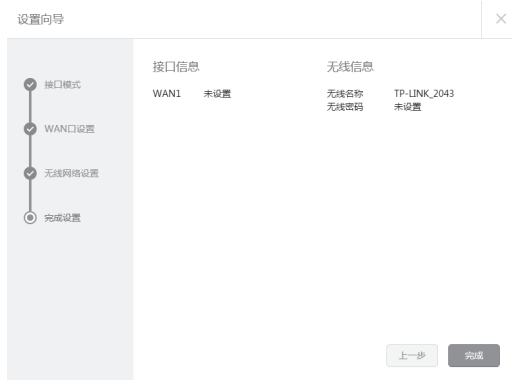 设置向导
接口模式
WAN口设置
无线网络设置
完成设置
接口信息
WAN1 未设置
无线信息
无线名称 TP-LINK_2043
无线密码 未设置
上一步 完成